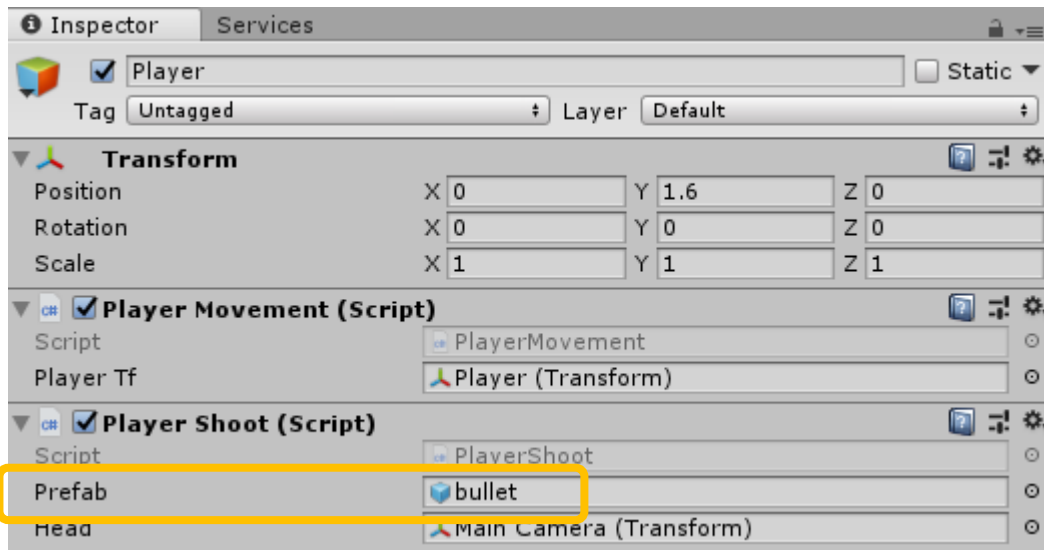 Inspector Services
Player Static
Tag Untagged Layer Default
Transform
Position X 0 Y 1.6 Z 0
Rotation X 0 Y 0 Z 0
Scale X 1 Y 1 Z 1
c# Player Movement (Script)
Script PlayerMovement
Player Tf Player (Transform)
c# Player Shoot (Script)
Script PlayerShoot
Prefab bullet
Head Main Camera (Transform)